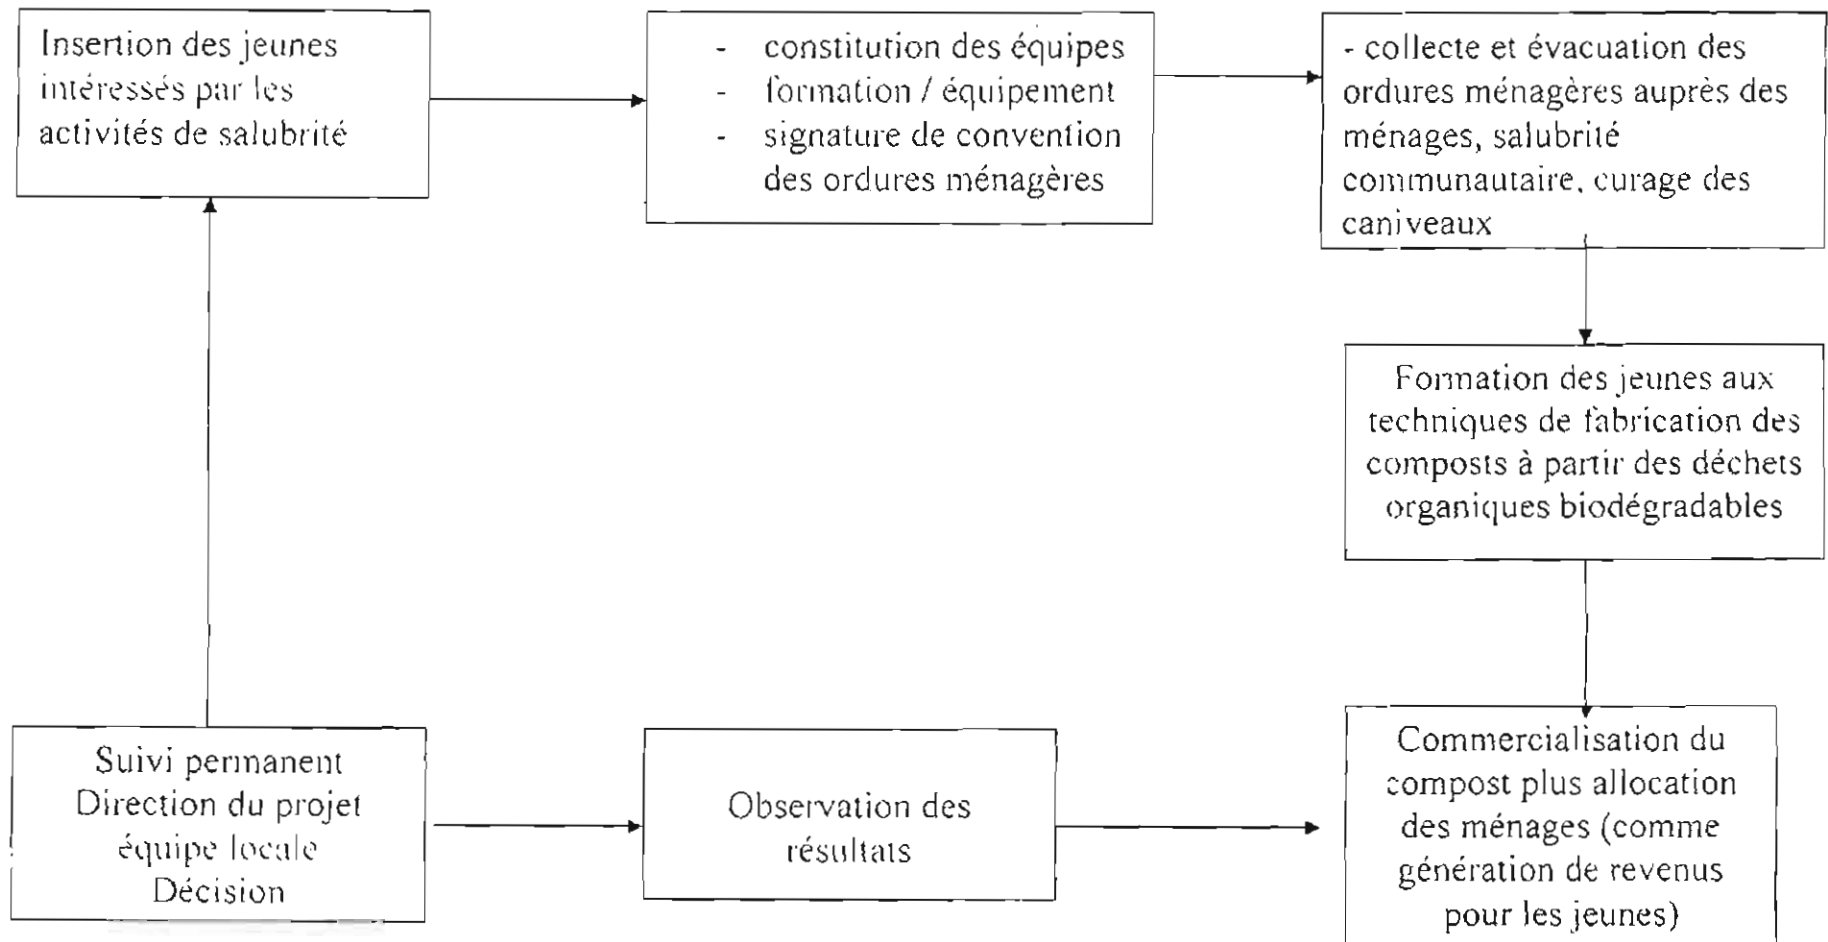 Insertion des jeunes
intéressés par les
activités de salubrité
- constitution des équipes
- formation / équipement
- signature de convention
des ordures ménagères
- collecte et évacuation des
ordures ménagères auprès des
ménages, salubrité
communautaire, curage des
caniveaux
Formation des jeunes aux
techniques de fabrication des
composts à partir des déchets
organiques biodégradables
Suivi permanent
Direction du projet
équipe locale
Décision
Observation des
résultats
Commercialisation du
compost plus allocation
des ménages (comme
génération de revenus
pour les jeunes)